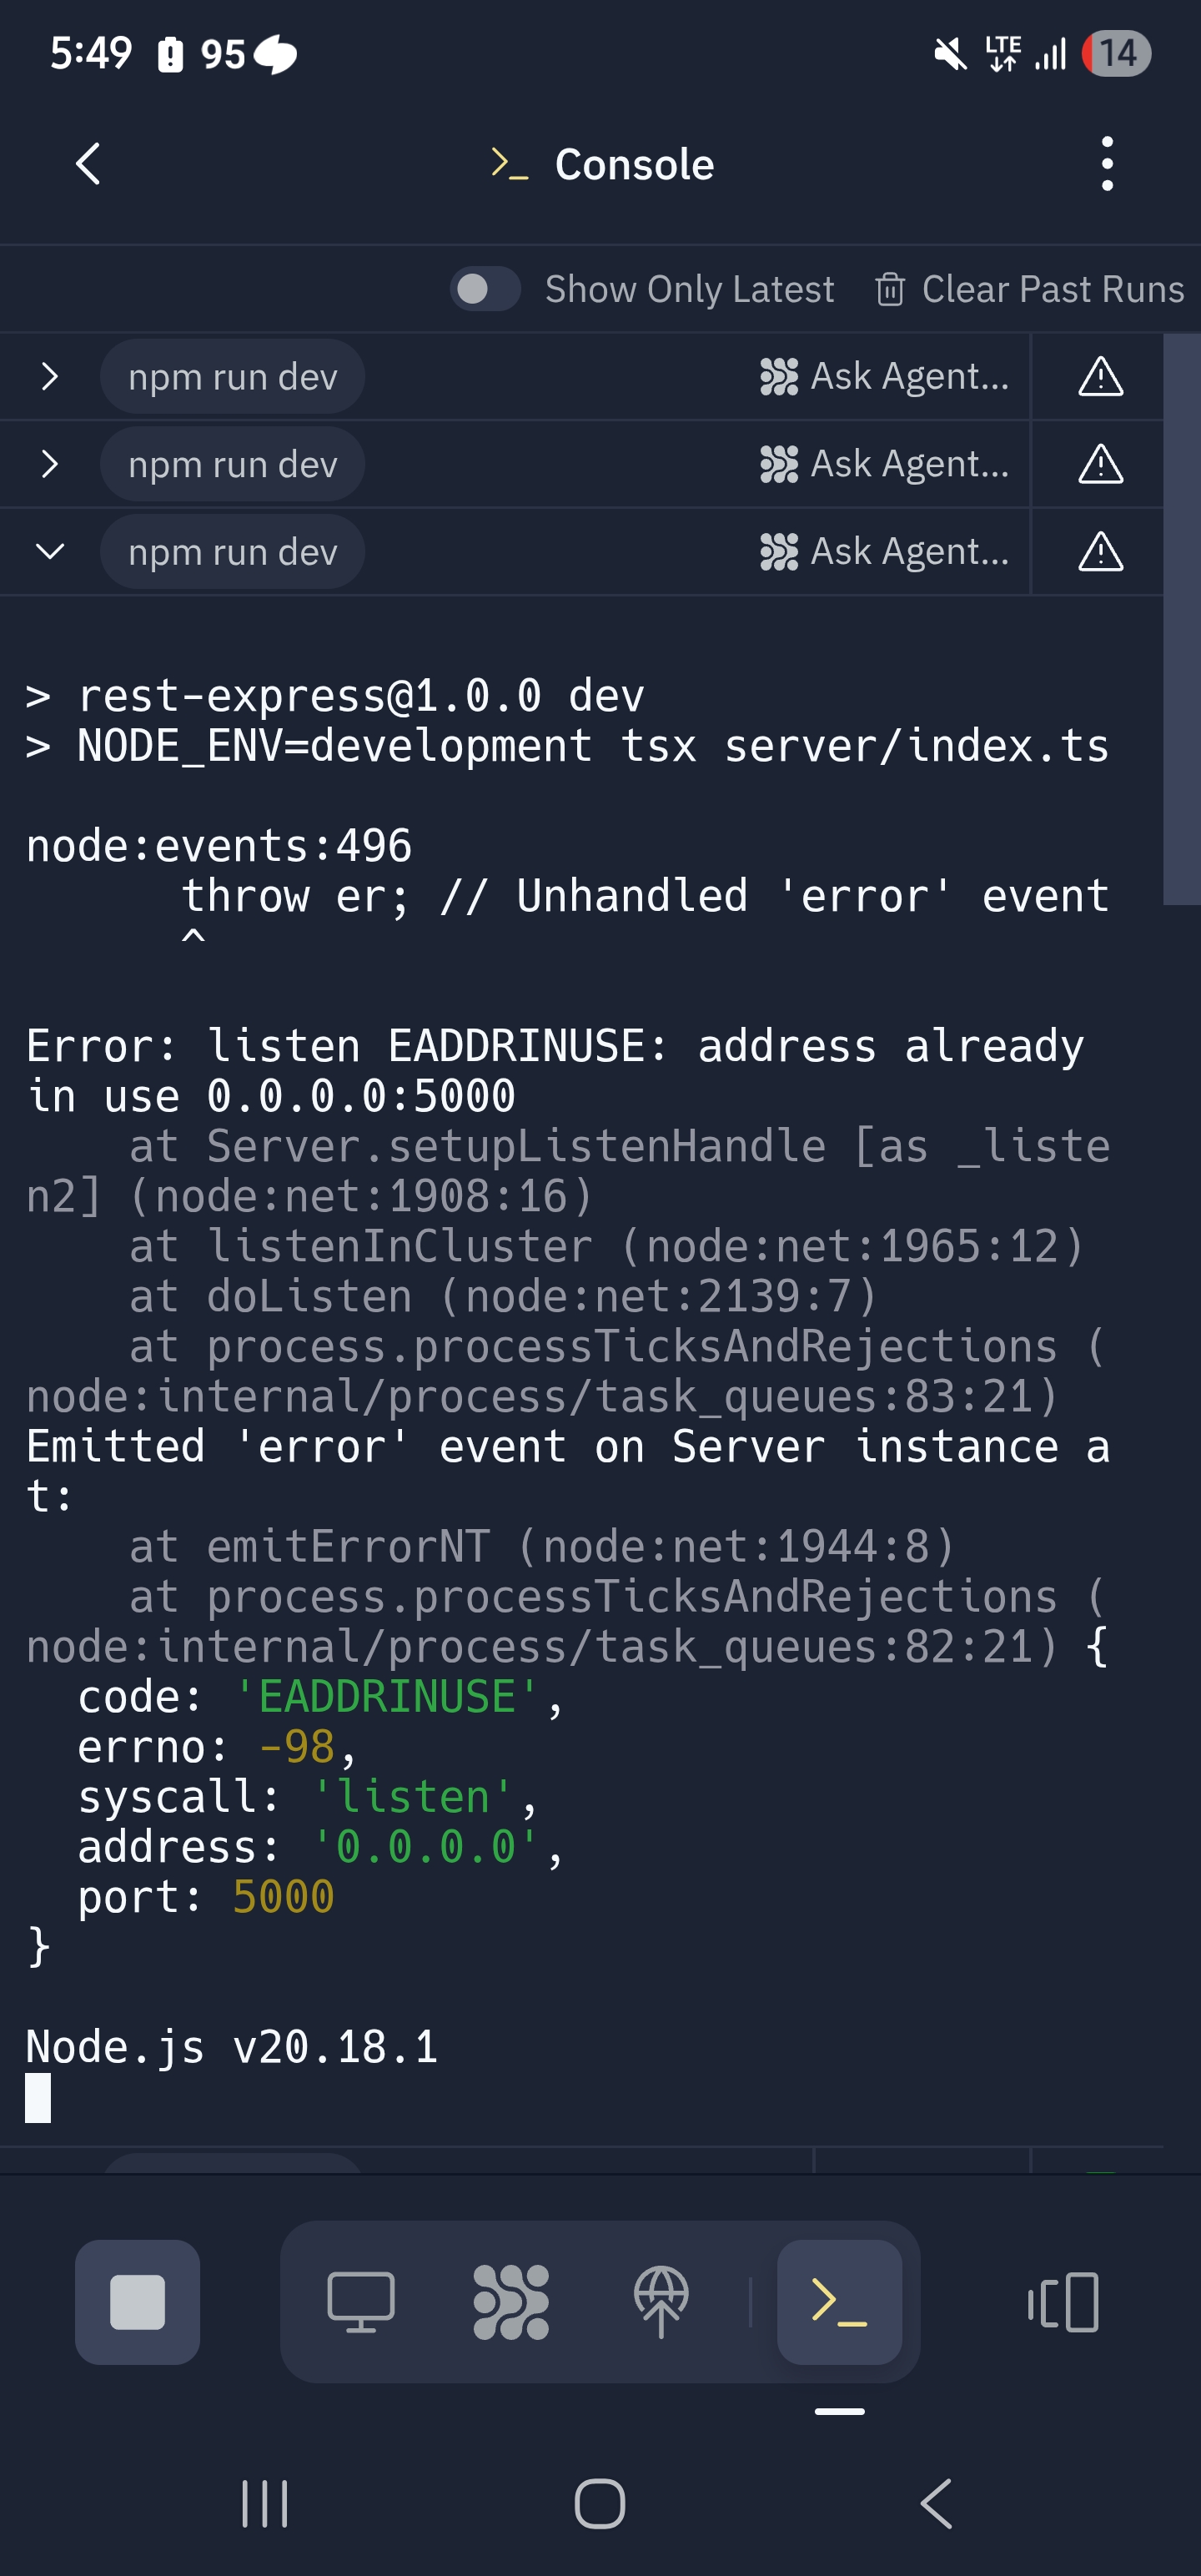 5:49 95 LTE 14
>_ Console
Show Only Latest Clear Past Runs
npm run dev Ask Agent...
npm run dev Ask Agent...
npm run dev Ask Agent...
> rest-express@1.0.0 dev
> NODE_ENV=development tsx server/index.ts
node:events:496
throw er; // Unhandled 'error' event
^
Error: listen EADDRINUSE: address already
in use 0.0.0.0:5000
at Server.setupListenHandle [as _liste
n2] (node:net:1908:16)
at listenInCluster (node:net:1965:12)
at doListen (node:net:2139:7)
at process.processTicksAndRejections (
node:internal/process/task_queues:83:21)
Emitted 'error' event on Server instance a
t:
at emitErrorNT (node:net:1944:8)
at process.processTicksAndRejections (
node:internal/process/task_queues:82:21) {
code: 'EADDRINUSE',
errno: -98,
syscall: 'listen',
address: '0.0.0.0',
port: 5000
}
Node.js v20.18.1